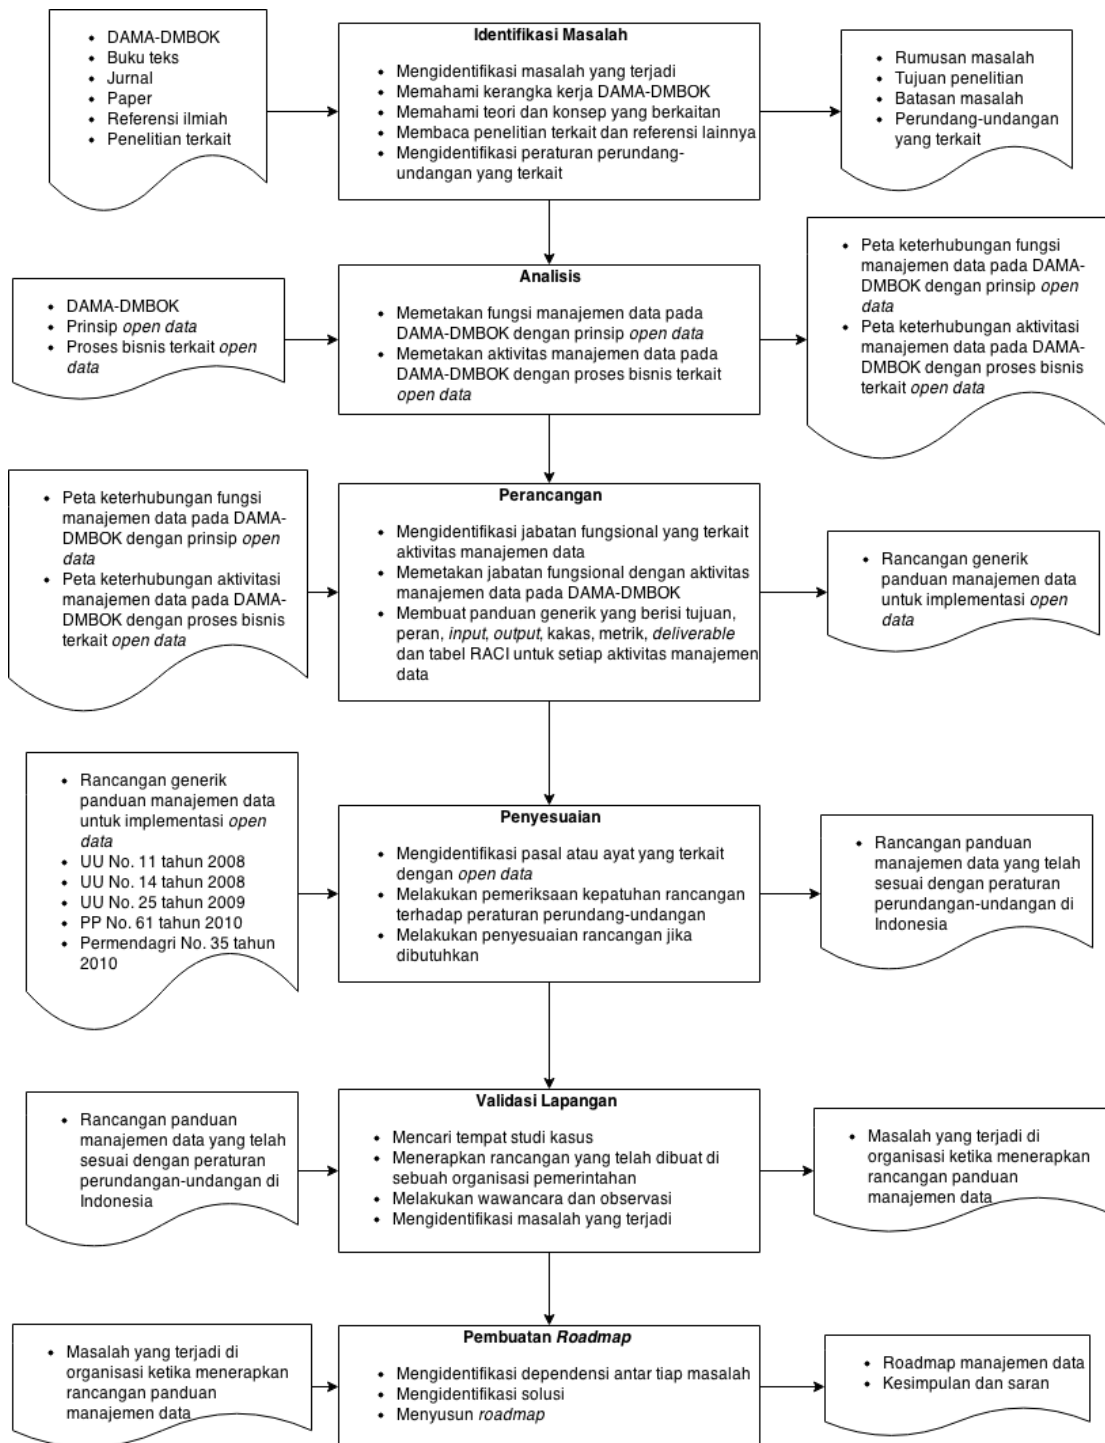 DAMA-DMBOK
Buku teks
Jurnal
Paper
Referensi ilmiah
Penelitian terkait
Identifikasi Masalah
Mengidentifikasi masalah yang terjadi
Memahami kerangka kerja DAMA-DMBOK
Memahami teori dan konsep yang berkaitan
Membaca penelitian terkait dan referensi lainnya
Mengidentifikasi peraturan perundang-
undangan yang terkait
Rumusan masalah
Tujuan penelitian
Batasan masalah
Perundang-undangan
yang terkait
DAMA-DMBOK
Prinsip open data
Proses bisnis terkait open
data
Analisis
Memetakan fungsi manajemen data pada
DAMA-DMBOK dengan prinsip open data
Memetakan aktivitas manajemen data pada
DAMA-DMBOK dengan proses bisnis terkait
open data
Peta keterhubungan fungsi
manajemen data pada DAMA-
DMBOK dengan prinsip open
data
Peta keterhubungan aktivitasi
manajemen data pada DAMA-
DMBOK dengan proses bisnis
terkait open data
Peta keterhubungan fungsi
manajemen data pada DAMA-
DMBOK dengan prinsip open
data
Peta keterhubungan aktivitasi
manajemen data pada DAMA-
DMBOK dengan proses bisnis
terkait open data
Perancangan
Mengidentifikasi jabatan fungsional yang terkait
aktivitas manajemen data
Memetakan jabatan fungsional dengan aktivitas
manajemen data pada DAMA-DMBOK
Membuat panduan generik yang berisi tujuan,
peran, input, output, kakas, metrik, deliverable
dan tabel RACI untuk setiap aktivitas manajemen
data
Rancangan generik
panduan manajemen data
untuk implementasi open
data
Rancangan generik
panduan manajemen data
untuk implementasi open
data
UU No. 11 tahun 2008
UU No. 14 tahun 2008
UU No. 25 tahun 2009
PP No. 61 tahun 2010
Permendagri No. 35 tahun
2010
Penyesuaian
Mengidentifikasi pasal atau ayat yang terkait
dengan open data
Melakukan pemeriksaan kepatuhan rancangan
terhadap peraturan perundang-undangan
Melakukan penyesuaian rancangan jika
dibutuhkan
Rancangan panduan
manajemen data yang telah
sesuai dengan peraturan
perundangan-undangan di
Indonesia
Rancangan panduan
manajemen data yang telah
sesuai dengan peraturan
perundangan-undangan di
Indonesia
Validasi Lapangan
Mencari tempat studi kasus
Menerapkan rancangan yang telah dibuat di
sebuah organisasi pemerintahan
Melakukan wawancara dan observasi
Mengidentifikasi masalah yang terjadi
Masalah yang terjadi di
organisasi ketika menerapkan
rancangan panduan
manajemen data
Masalah yang terjadi di
organisasi ketika menerapkan
rancangan panduan
manajemen data
Pembuatan Roadmap
Mengidentifikasi dependensi antar tiap masalah
Mengidentifikasi solusi
Menyusun roadmap
Roadmap manajemen data
Kesimpulan dan saran